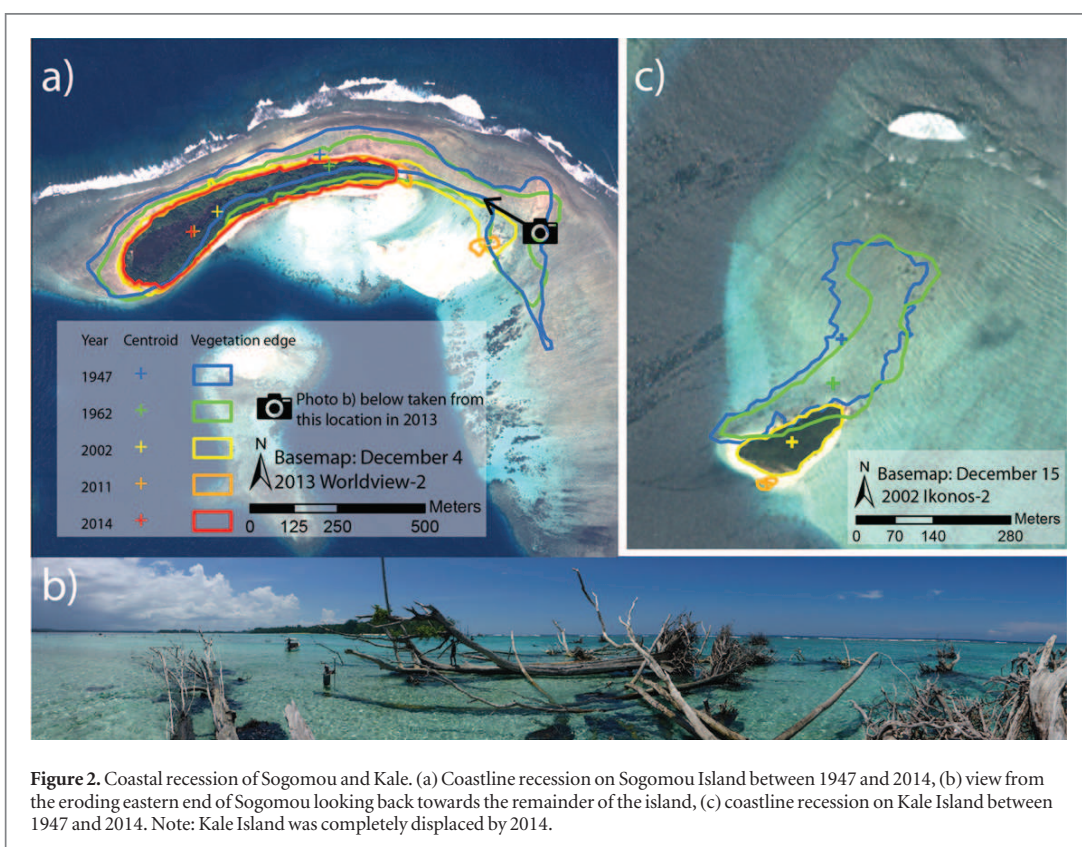 a)
Year Centroid Vegetation edge
1947
1962
2002
2011
2014
Photo b) below taken from
this location in 2013
N
Basemap: December 4
2013 Worldview-2
Meters
0 125 250 500
c)
N
Basemap: December 15
2002 Ikonos-2
Meters
0 70 140 280
b)
Figure 2. Coastal recession of Sogomou and Kale. (a) Coastline recession on Sogomou Island between 1947 and 2014, (b) view from
the eroding eastern end of Sogomou looking back towards the remainder of the island, (c) coastline recession on Kale Island between
1947 and 2014. Note: Kale Island was completely displaced by 2014.